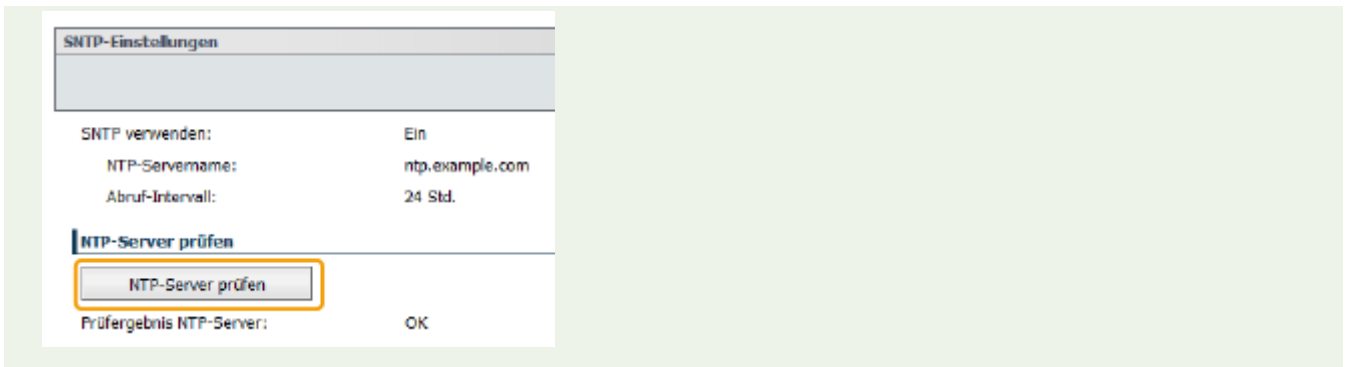 SNTP-Einstellungen
SNTP verwenden: Ein
NTP-Servername: ntp.example.com
Abruf-Intervall: 24 Std.
NTP-Server prüfen
NTP-Server prüfen
Prüfergebnis NTP-Server: OK